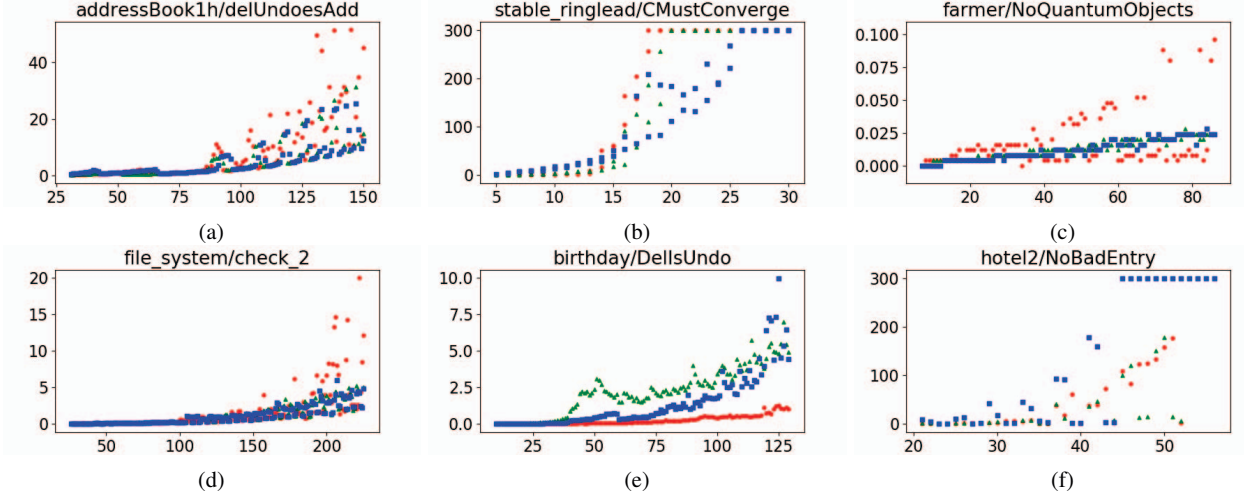 addressBook1h/delUndoesAdd
40
20
0
25 50 75 100 125 150
(a)
stable_ringlead/CMustConverge
300
200
100
0
5 10 15 20 25 30
(b)
farmer/NoQuantumObjects
0.100
0.075
0.050
0.025
0.000
20 40 60 80
(c)
file_system/check_2
20
15
10
5
0
100 200
(d)
birthday/DelIsUndo
10.0
7.5
5.0
2.5
0.0
25 50 75 100 125
(e)
hotel2/NoBadEntry
300
200
100
0
20 30 40 50
(f)